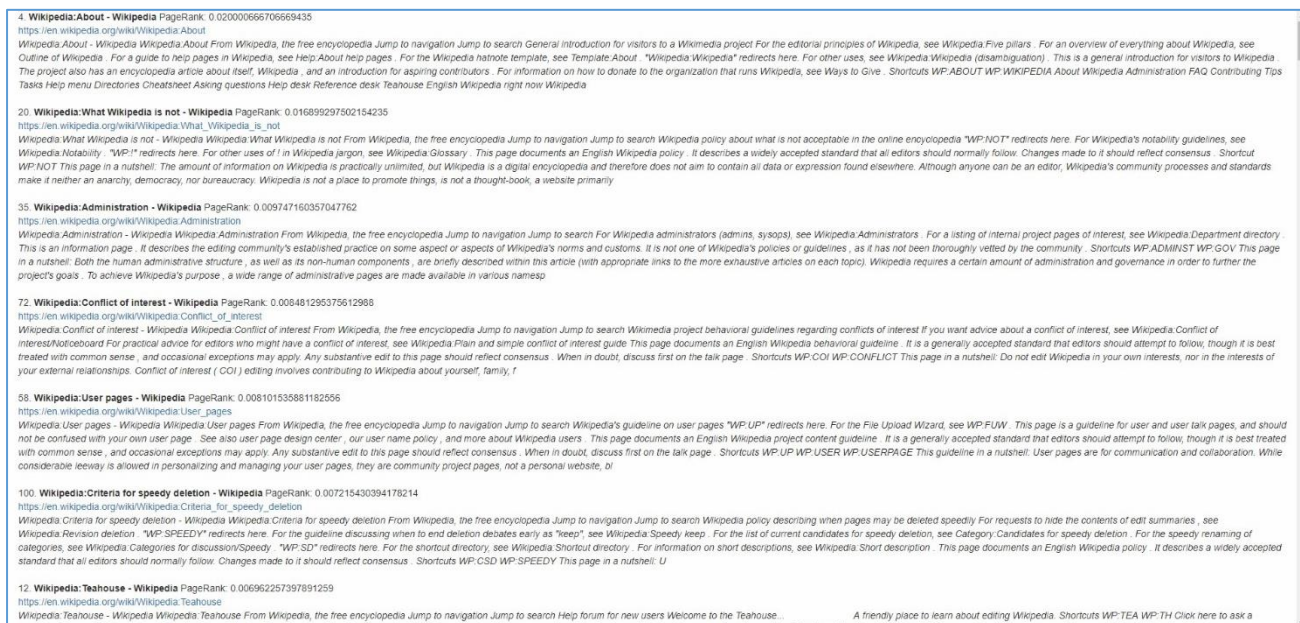 4. Wikipedia:About - Wikipedia PageRank: 0.020000666706669435
https://en.wikipedia.org/wiki/Wikipedia:About
Wikipedia:About - Wikipedia Wikipedia:About From Wikipedia, the free encyclopedia Jump to navigation Jump to search General introduction for visitors to a Wikimedia project For the editorial principles of Wikipedia, see Wikipedia:Five pillars . For an overview of everything about Wikipedia, see
Outline of Wikipedia . For a guide to help pages in Wikipedia, see Help:About help pages . For the Wikipedia hatnote template, see Template:About . "Wikipedia:Wikipedia" redirects here. For other uses, see Wikipedia:Wikipedia (disambiguation) . This is a general introduction for visitors to Wikipedia .
The project also has an encyclopedia article about itself, Wikipedia , and an introduction for aspiring contributors . For information on how to donate to the organization that runs Wikipedia, see Ways to Give . Shortcuts WP:ABOUT WP:WIKIPEDIA About Wikipedia Administration FAQ Contributing Tips
Tasks Help menu Directories Cheatsheet Asking questions Help desk Reference desk Teahouse English Wikipedia right now Wikipedia
20. Wikipedia:What Wikipedia is not - Wikipedia PageRank: 0.016899297502154235
https://en.wikipedia.org/wiki/Wikipedia:What_Wikipedia_is_not
Wikipedia:What Wikipedia is not - Wikipedia Wikipedia:What Wikipedia is not From Wikipedia, the free encyclopedia Jump to navigation Jump to search Wikipedia policy about what is not acceptable in the online encyclopedia "WP:NOT" redirects here. For Wikipedia's notability guidelines, see
Wikipedia:Notability . "WP:!" redirects here. For other uses of ! in Wikipedia jargon, see Wikipedia:Glossary . This page documents an English Wikipedia policy . It describes a widely accepted standard that all editors should normally follow. Changes made to it should reflect consensus . Shortcut
WP:NOT This page in a nutshell: The amount of information on Wikipedia is practically unlimited, but Wikipedia is a digital encyclopedia and therefore does not aim to contain all data or expression found elsewhere. Although anyone can be an editor, Wikipedia's community processes and standards
make it neither an anarchy, democracy, nor bureaucracy. Wikipedia is not a place to promote things, is not a thought-book, a website primarily
35. Wikipedia:Administration - Wikipedia PageRank: 0.009747160357047762
https://en.wikipedia.org/wiki/Wikipedia:Administration
Wikipedia:Administration - Wikipedia Wikipedia:Administration From Wikipedia, the free encyclopedia Jump to navigation Jump to search For Wikipedia administrators (admins, sysops), see Wikipedia:Administrators . For a listing of internal project pages of interest, see Wikipedia:Department directory .
This is an information page . It describes the editing community's established practice on some aspect or aspects of Wikipedia's norms and customs. It is not one of Wikipedia's policies or guidelines , as it has not been thoroughly vetted by the community . Shortcuts WP:ADMINST WP:GOV This page
in a nutshell: Both the human administrative structure , as well as its non-human components , are briefly described within this article (with appropriate links to the more exhaustive articles on each topic). Wikipedia requires a certain amount of administration and governance in order to further the
project's goals . To achieve Wikipedia's purpose , a wide range of administrative pages are made available in various namesp
72. Wikipedia:Conflict of interest - Wikipedia PageRank: 0.008481295375612988
https://en.wikipedia.org/wiki/Wikipedia:Conflict_of_interest
Wikipedia:Conflict of interest - Wikipedia Wikipedia:Conflict of interest From Wikipedia, the free encyclopedia Jump to navigation Jump to search Wikimedia project behavioral guidelines regarding conflicts of interest If you want advice about a conflict of interest, see Wikipedia:Conflict of
interest/Noticeboard For practical advice for editors who might have a conflict of interest, see Wikipedia:Plain and simple conflict of interest guide This page documents an English Wikipedia behavioral guideline . It is a generally accepted standard that editors should attempt to follow, though it is best
treated with common sense , and occasional exceptions may apply. Any substantive edit to this page should reflect consensus . When in doubt, discuss first on the talk page . Shortcuts WP:COI WP:CONFLICT This page in a nutshell: Do not edit Wikipedia in your own interests, nor in the interests of
your external relationships. Conflict of interest ( COI ) editing involves contributing to Wikipedia about yourself, family, f
58. Wikipedia:User pages - Wikipedia PageRank: 0.008101535881182556
https://en.wikipedia.org/wiki/Wikipedia:User_pages
Wikipedia:User pages - Wikipedia Wikipedia:User pages From Wikipedia, the free encyclopedia Jump to navigation Jump to search Wikipedia's guideline on user pages "WP:UP" redirects here. For the File Upload Wizard, see WP:FUW . This page is a guideline for user and user talk pages, and should
not be confused with your own user page . See also user page design center , our user name policy , and more about Wikipedia users . This page documents an English Wikipedia project content guideline . It is a generally accepted standard that editors should attempt to follow, though it is best treated
with common sense , and occasional exceptions may apply. Any substantive edit to this page should reflect consensus . When in doubt, discuss first on the talk page . Shortcuts WP:UP WP:USER WP:USERPAGE This guideline in a nutshell: User pages are for communication and collaboration. While
considerable leeway is allowed in personalizing and managing your user pages, they are community project pages, not a personal website, bl
100. Wikipedia:Criteria for speedy deletion - Wikipedia PageRank: 0.007215430394178214
https://en.wikipedia.org/wiki/Wikipedia:Criteria_for_speedy_deletion
Wikipedia:Criteria for speedy deletion - Wikipedia Wikipedia:Criteria for speedy deletion From Wikipedia, the free encyclopedia Jump to navigation Jump to search Wikipedia policy describing when pages may be deleted speedily For requests to hide the contents of edit summaries , see
Wikipedia:Revision deletion . "WP:SPEEDY" redirects here. For the guideline discussing when to end deletion debates early as "keep", see Wikipedia:Speedy keep . For the list of current candidates for speedy deletion, see Category:Candidates for speedy deletion . For the speedy renaming of
categories, see Wikipedia:Categories for discussion/Speedy . "WP:SD" redirects here. For the shortcut directory, see Wikipedia:Shortcut directory . For information on short descriptions, see Wikipedia:Short description . This page documents an English Wikipedia policy . It describes a widely accepted
standard that all editors should normally follow. Changes made to it should reflect consensus . Shortcuts WP:CSD WP:SPEEDY This page in a nutshell: U
12. Wikipedia:Teahouse - Wikipedia PageRank: 0.006962257397891259
https://en.wikipedia.org/wiki/Wikipedia:Teahouse
Wikipedia:Teahouse - Wikipedia Wikipedia:Teahouse From Wikipedia, the free encyclopedia Jump to navigation Jump to search Help forum for new users Welcome to the Teahouse... A friendly place to learn about editing Wikipedia. Shortcuts WP:TEA WP:TH Click here to ask a